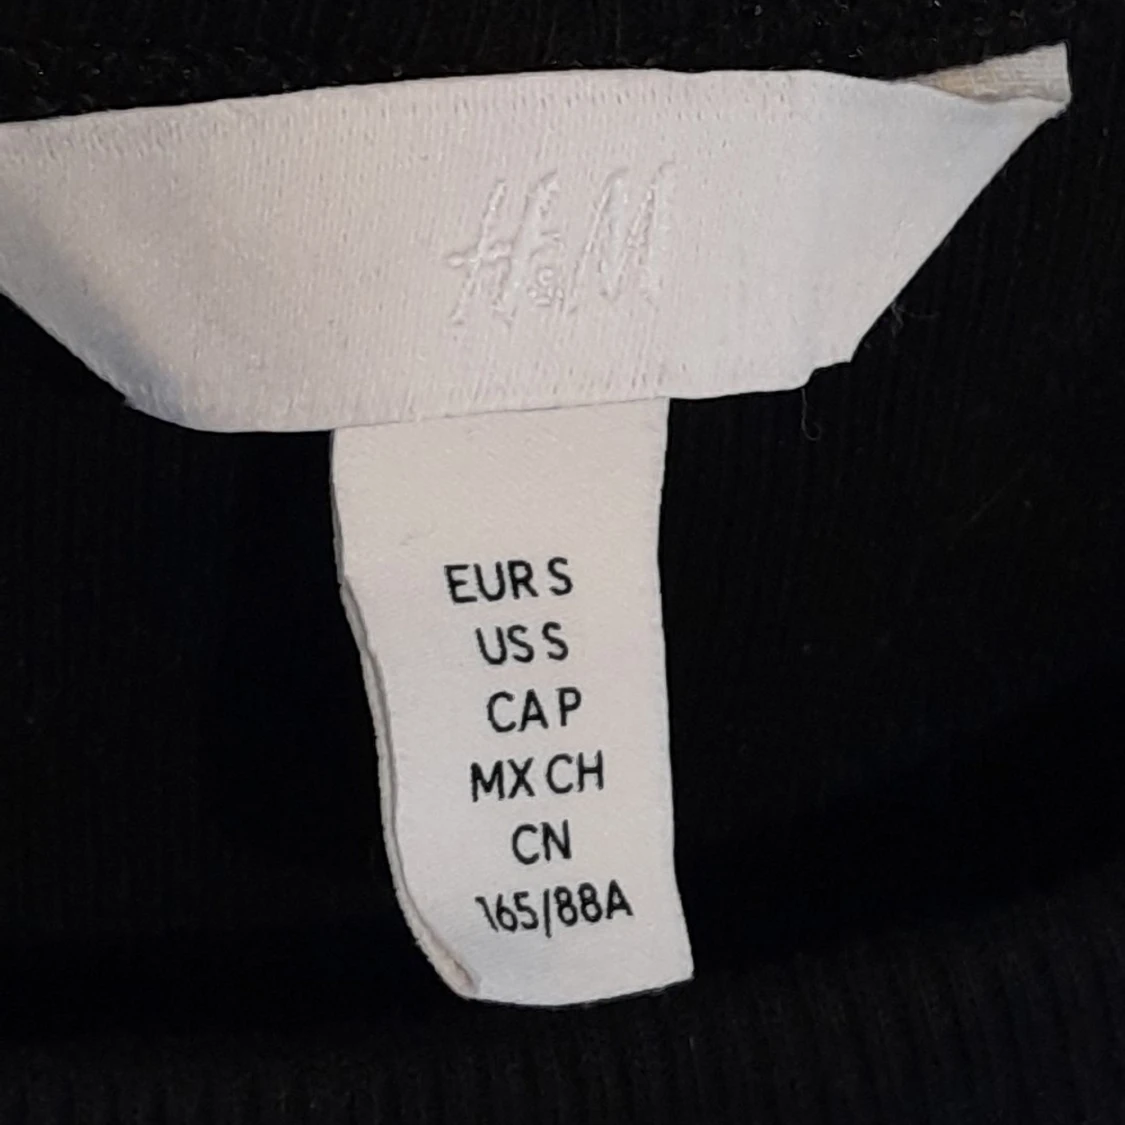 H&M
EUR S
US S
CA P
MX CH
CN
165/88A